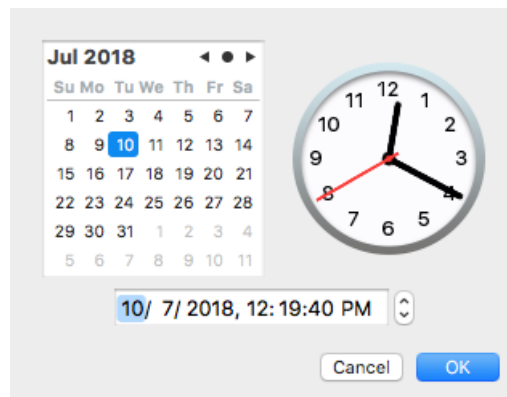 Jul 2018
Su Mo Tu We Th Fr Sa
1 2 3 4 5 6 7
8 9 10 11 12 13 14
15 16 17 18 19 20 21
22 23 24 25 26 27 28
29 30 31 1 2 3 4
5 6 7 8 9 10 11
12
11 1
10 2
9 3
8 4
7 5
6
10/ 7/ 2018, 12:19:40 PM
Cancel OK